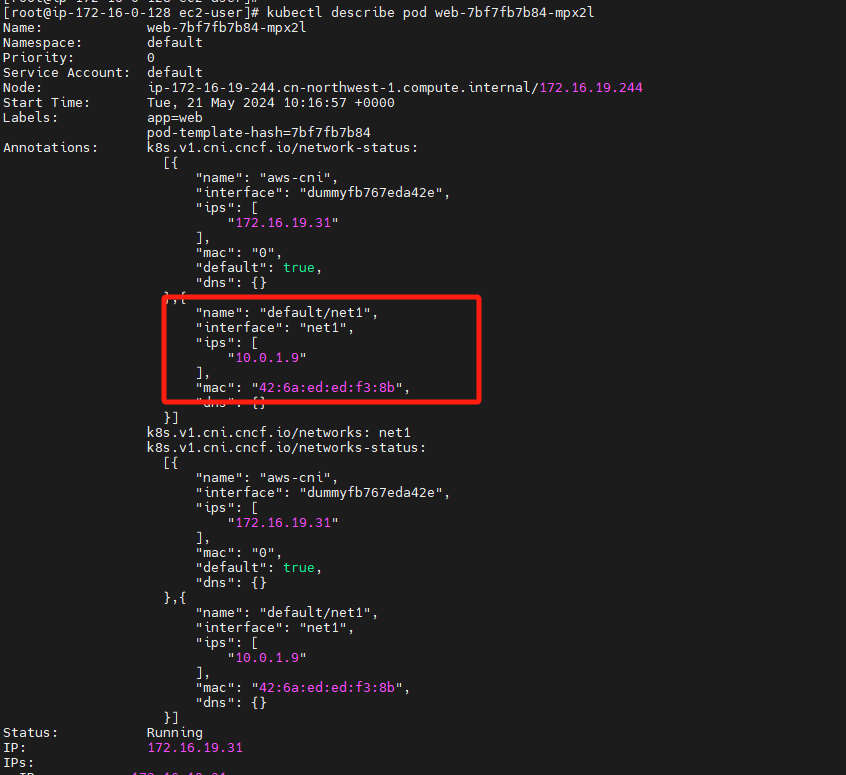 [root@ip-172-16-0-128 ec2-user]#
[root@ip-172-16-0-128 ec2-user]# kubectl describe pod web-7bf7fb7b84-mpx2l
Name:             web-7bf7fb7b84-mpx2l
Namespace:        default
Priority:         0
Service Account:  default
Node:             ip-172-16-19-244.cn-northwest-1.compute.internal/172.16.19.244
Start Time:       Tue, 21 May 2024 10:16:57 +0000
Labels:           app=web
                  pod-template-hash=7bf7fb7b84
Annotations:      k8s.v1.cni.cncf.io/network-status:
                    [{
                        "name": "aws-cni",
                        "interface": "dummyfb767eda42e",
                        "ips": [
                            "172.16.19.31"
                        ],
                        "mac": "0",
                        "default": true,
                        "dns": {}
                    },{
                        "name": "default/net1",
                        "interface": "net1",
                        "ips": [
                            "10.0.1.9"
                        ],
                        "mac": "42:6a:ed:ed:f3:8b",
                        "dns": {}
                    }]
                  k8s.v1.cni.cncf.io/networks: net1
                  k8s.v1.cni.cncf.io/networks-status:
                    [{
                        "name": "aws-cni",
                        "interface": "dummyfb767eda42e",
                        "ips": [
                            "172.16.19.31"
                        ],
                        "mac": "0",
                        "default": true,
                        "dns": {}
                    },{
                        "name": "default/net1",
                        "interface": "net1",
                        "ips": [
                            "10.0.1.9"
                        ],
                        "mac": "42:6a:ed:ed:f3:8b",
                        "dns": {}
                    }]
Status:           Running
IP:               172.16.19.31
IPs: